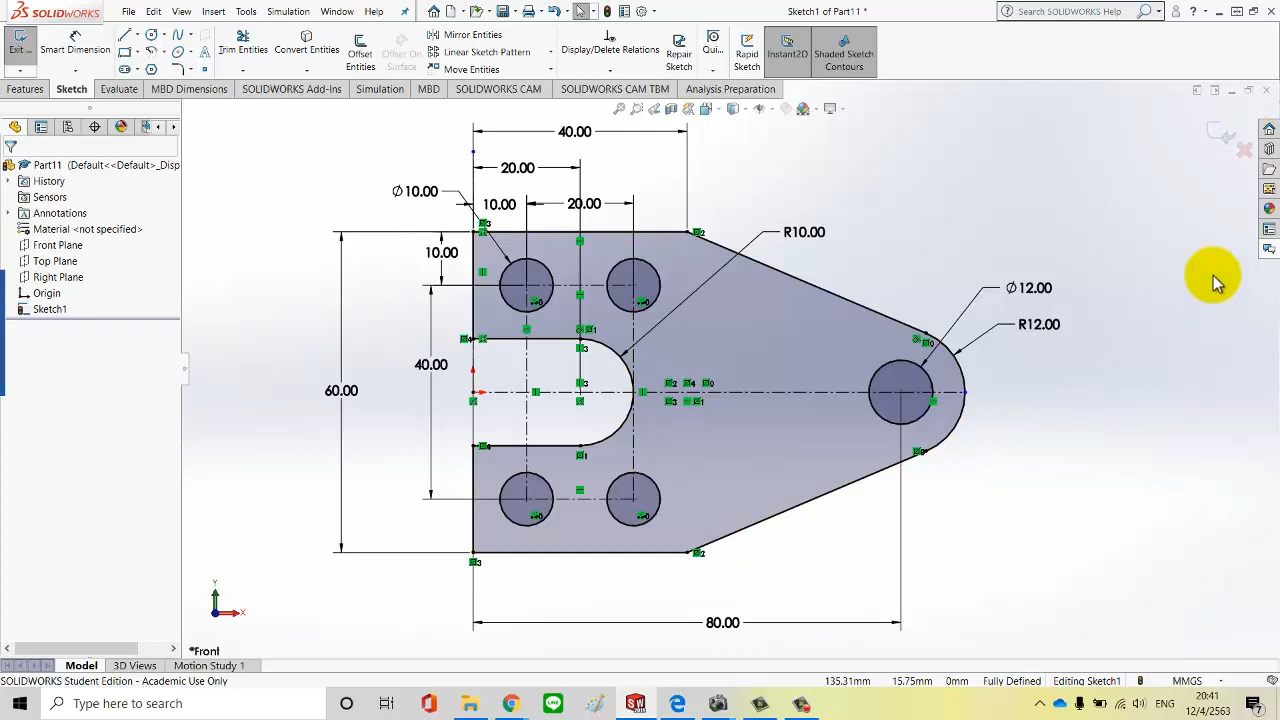 SOLIDWORKS
File Edit View Insert Tools Simulation Window Help
Sketch1 of Part11 *
Search SOLIDWORKS Help
Exit ...
Smart Dimension
Trim Entities
Convert Entities
Offset Entities
Offset On Surface
Mirror Entities
Linear Sketch Pattern
Move Entities
Display/Delete Relations
Repair Sketch
Qui...
Rapid Sketch
Instant2D
Shaded Sketch Contours
Features Sketch Evaluate MBD Dimensions SOLIDWORKS Add-Ins Simulation MBD SOLIDWORKS CAM SOLIDWORKS CAM TBM Analysis Preparation
Part11 (Default<<Default>_Disp
History
Sensors
Annotations
Material <not specified>
Front Plane
Top Plane
Right Plane
Origin
Sketch1
40.00
20.00
∅10.00
10.00
20.00
R10.00
10.00
∅12.00
R12.00
40.00
60.00
80.00
Y
X
*Front
Model 3D Views Motion Study 1
SOLIDWORKS Student Edition - Academic Use Only
135.31mm 15.75mm 0mm Fully Defined Editing Sketch1 MMGS
Type here to search
ENG
20:41
12/4/2563